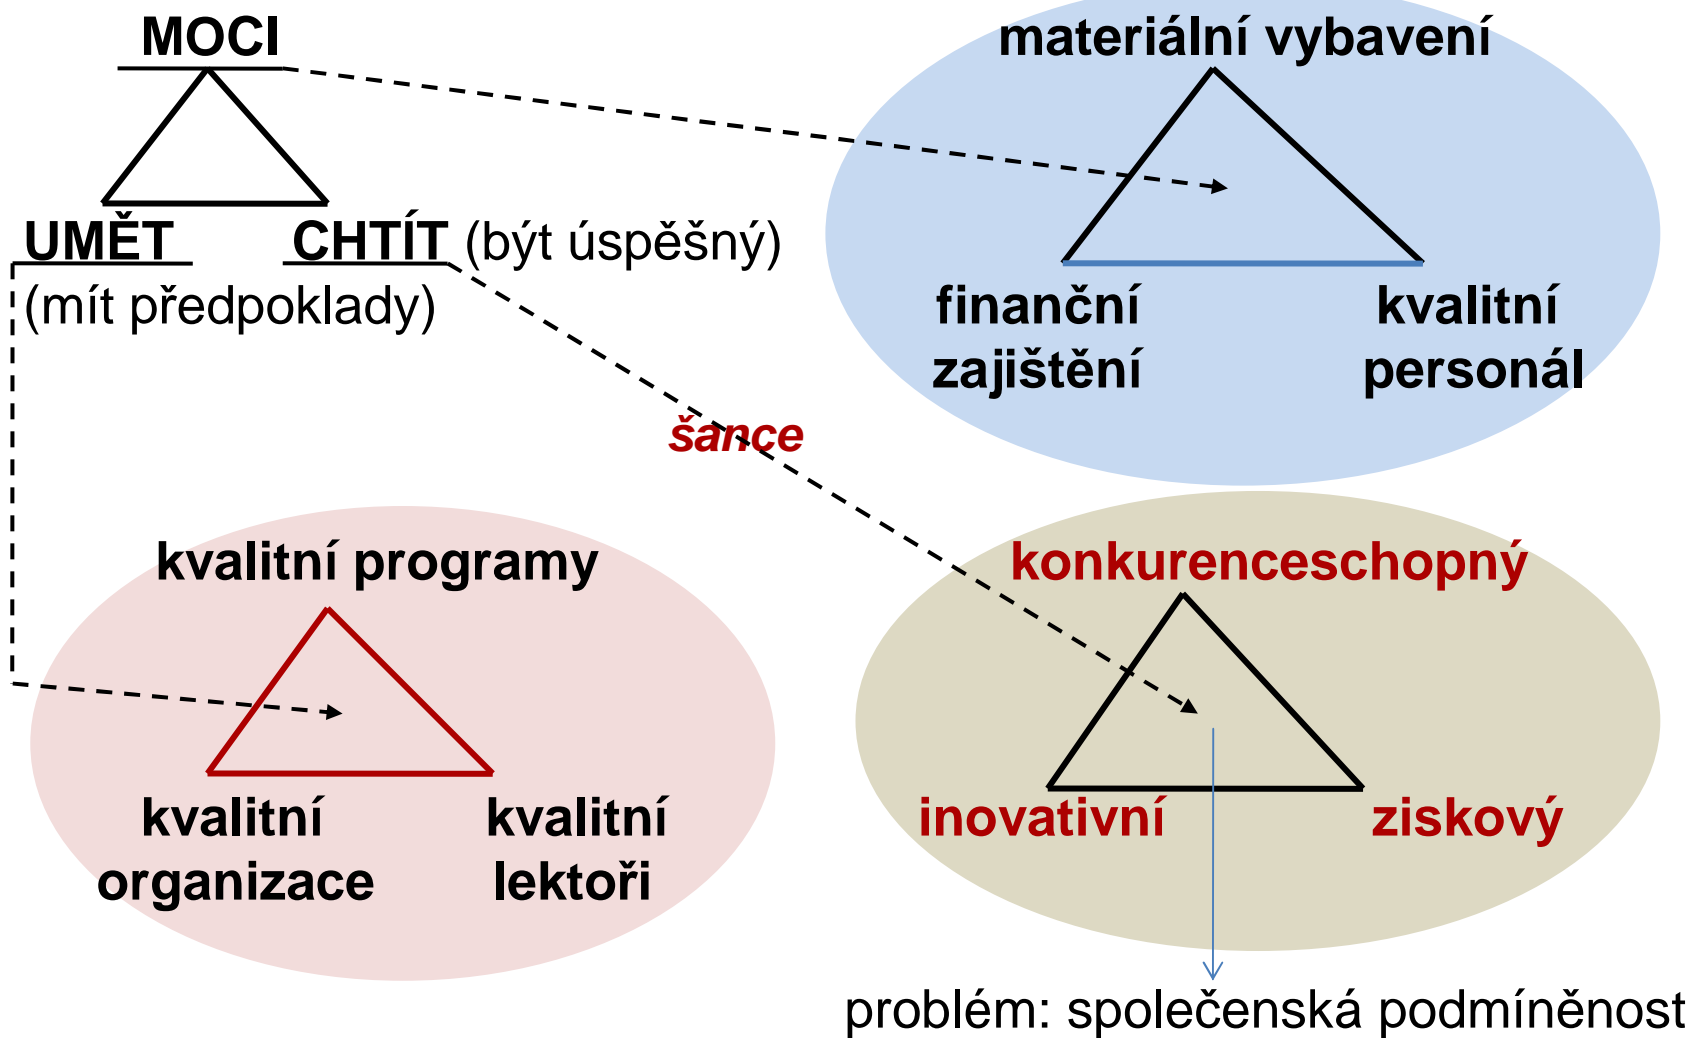 MOCI
UMĚT CHTÍT (být úspěšný)
(mít předpoklady)
materiální vybavení
finanční kvalitní
zajištění personál
šance
kvalitní programy
kvalitní kvalitní
organizace lektoři
konkurenceschopný
inovativní ziskový
problém: společenská podmíněnost